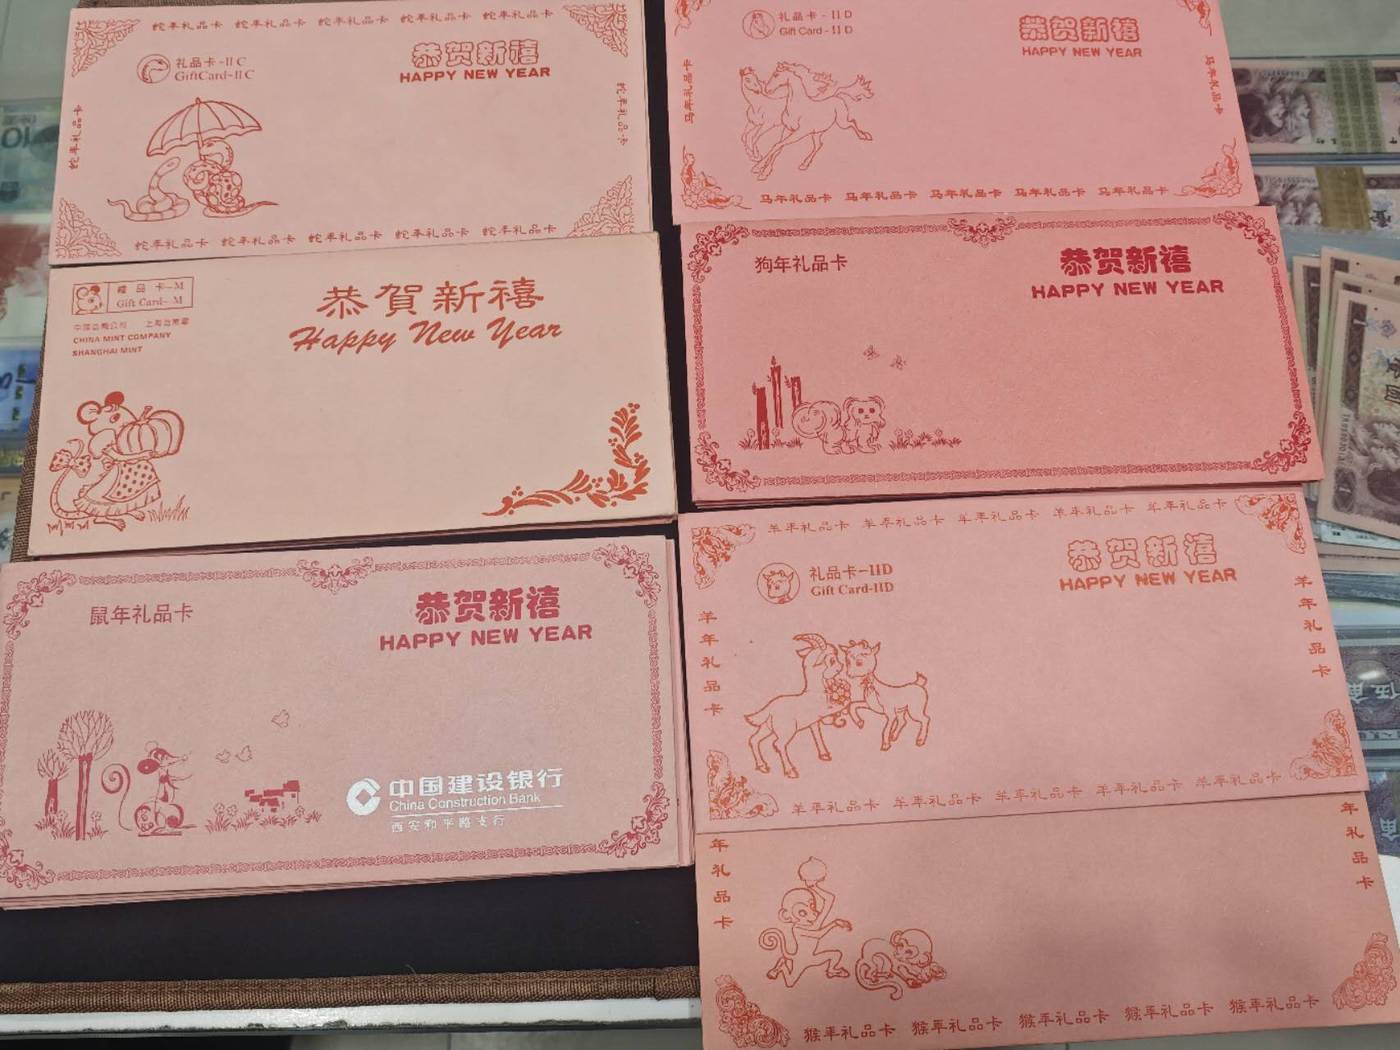 蛇年礼品卡 蛇年礼品卡 蛇年礼品卡 蛇年礼品卡 蛇年礼品卡
礼品卡-IIC
GiftCard-IIC
恭贺新禧
HAPPY NEW YEAR
蛇年礼品卡
蛇年礼品卡
蛇年礼品卡 蛇年礼品卡 蛇年礼品卡 蛇年礼品卡 蛇年礼品卡
禮品卡-M
Gift Card-M
CHINA MINT COMPANY
SHANGHAI MINT
恭賀新禧
Happy New Year
鼠年礼品卡
恭贺新禧
HAPPY NEW YEAR
中国建设银行
China Construction Bank
西安和平路支行
礼品卡-IID
Gift Card-IID
恭贺新禧
HAPPY NEW YEAR
马年礼品卡
马年礼品卡
马年礼品卡 马年礼品卡 马年礼品卡 马年礼品卡 马年礼品卡
狗年礼品卡
恭贺新禧
HAPPY NEW YEAR
羊年礼品卡 羊年礼品卡 羊年礼品卡 羊年礼品卡 羊年礼品卡
礼品卡-IID
Gift Card-IID
恭贺新禧
HAPPY NEW YEAR
羊年礼品卡
羊年礼品卡
羊年礼品卡 羊年礼品卡 羊年礼品卡 羊年礼品卡 羊年礼品卡
年礼品卡
年礼品卡
猴年礼品卡 猴年礼品卡 猴年礼品卡 猴年礼品卡 猴年礼品卡
伍角